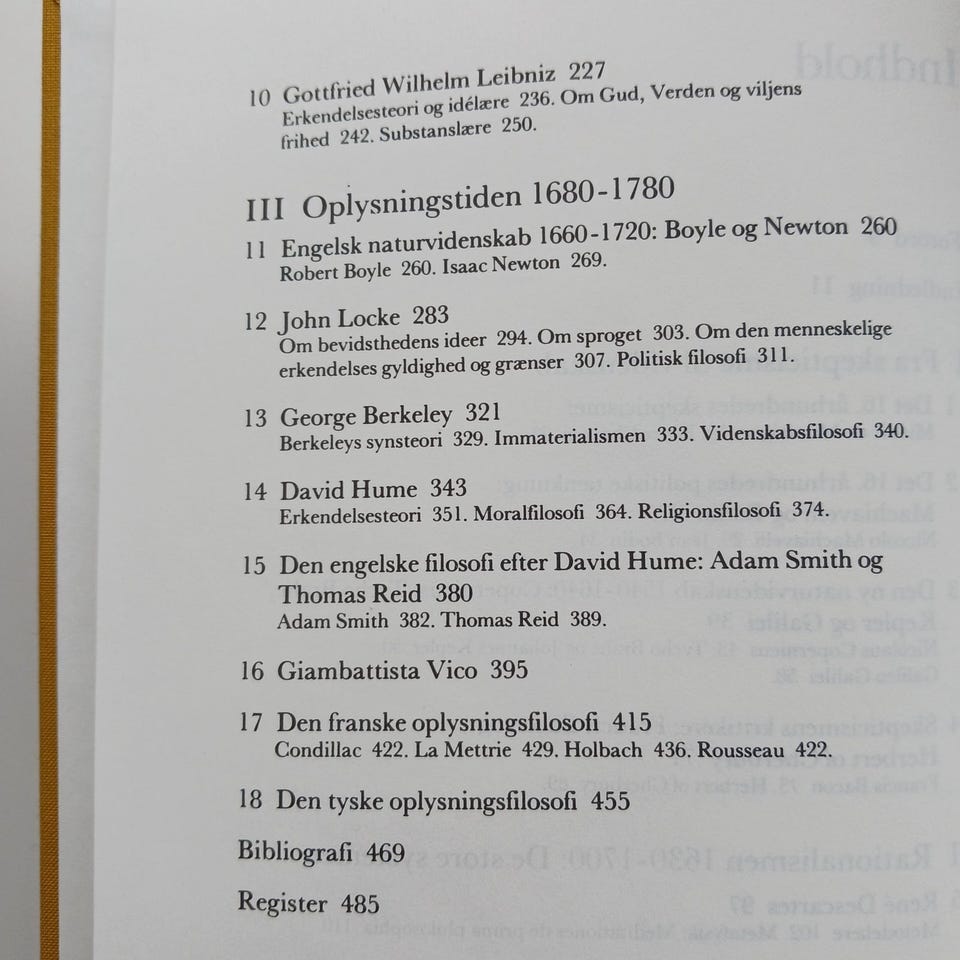 10 Gottfried Wilhelm Leibniz 227
Erkendelsesteori og idélære 236. Om Gud, Verden og viljens
frihed 242. Substanslære 250.
III Oplysningstiden 1680-1780
11 Engelsk naturvidenskab 1660-1720: Boyle og Newton 260
Robert Boyle 260. Isaac Newton 269.
12 John Locke 283
Om bevidsthedens ideer 294. Om sproget 303. Om den menneskelige
erkendelses gyldighed og grænser 307. Politisk filosofi 311.
13 George Berkeley 321
Berkeleys synsteori 329. Immaterialismen 333. Videnskabsfilosofi 340.
14 David Hume 343
Erkendelsesteori 351. Moralfilosofi 364. Religionsfilosofi 374.
15 Den engelske filosofi efter David Hume: Adam Smith og
Thomas Reid 380
Adam Smith 382. Thomas Reid 389.
16 Giambattista Vico 395
17 Den franske oplysningsfilosofi 415
Condillac 422. La Mettrie 429. Holbach 436. Rousseau 422.
18 Den tyske oplysningsfilosofi 455
Bibliografi 469
Register 485